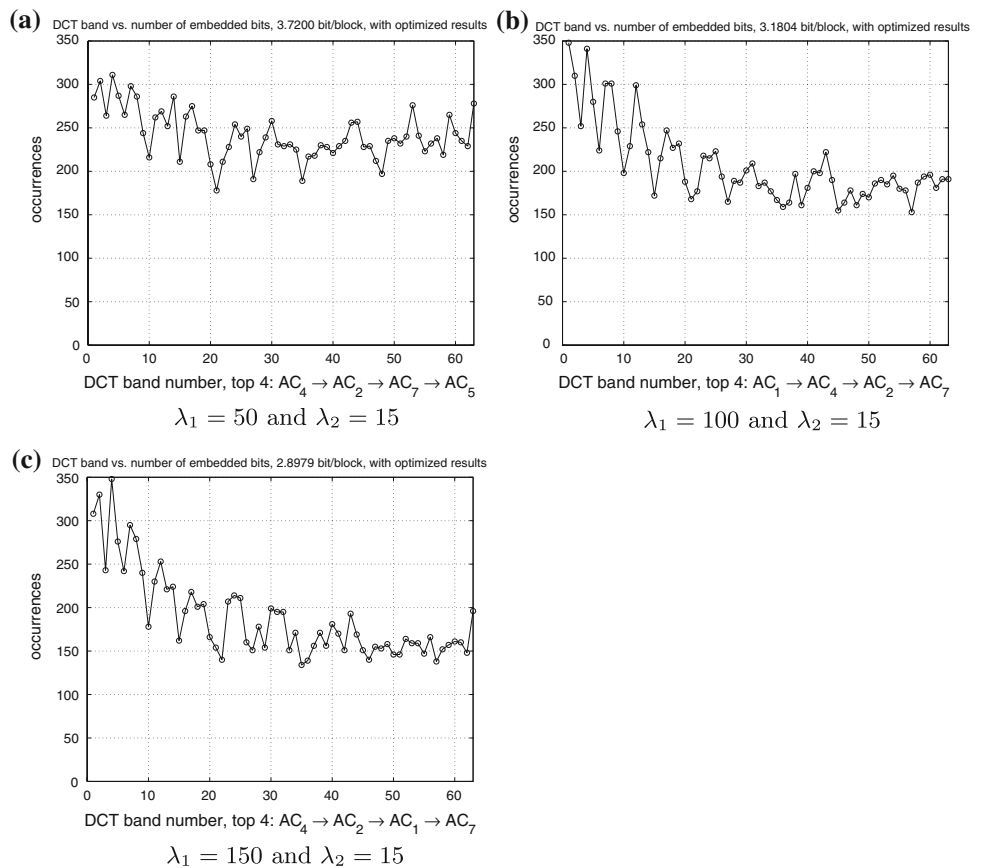 (a) DCT band vs. number of embedded bits, 3.7200 bit/block, with optimized results
350
300
250
200
150
100
50
0
occurrences
0 10 20 30 40 50 60
DCT band number, top 4: AC₄ → AC₂ → AC₇ → AC₅
λ₁ = 50 and λ₂ = 15
(b) DCT band vs. number of embedded bits, 3.1804 bit/block, with optimized results
350
300
250
200
150
100
50
0
occurrences
0 10 20 30 40 50 60
DCT band number, top 4: AC₁ → AC₄ → AC₂ → AC₇
λ₁ = 100 and λ₂ = 15
(c) DCT band vs. number of embedded bits, 2.8979 bit/block, with optimized results
350
300
250
200
150
100
50
0
occurrences
0 10 20 30 40 50 60
DCT band number, top 4: AC₄ → AC₂ → AC₁ → AC₇
λ₁ = 150 and λ₂ = 15